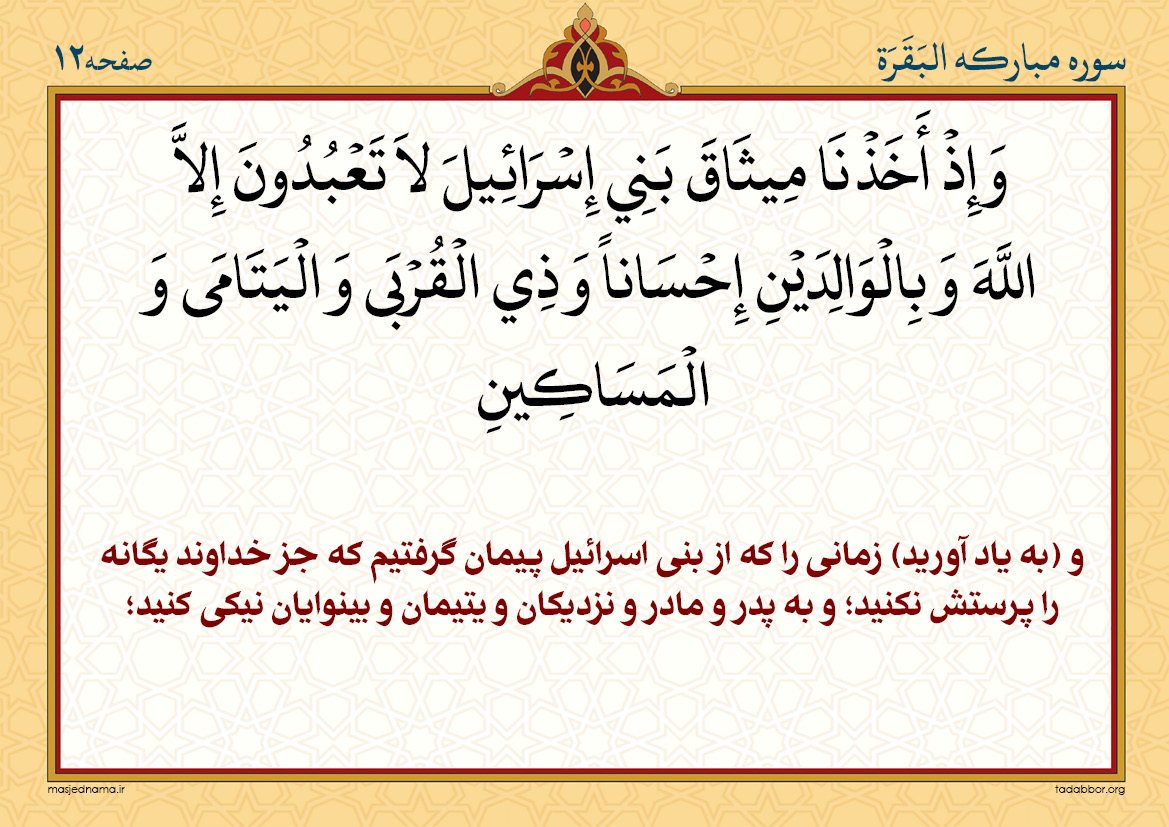 سوره مبارکه البَقَرَة
صفحه۱۲
وَ إِذْ أَخَذْنَا مِيثَاقَ بَنِي إِسْرَائِيلَ لاَ تَعْبُدُونَ إِلاَّ
اللَّهَ وَ بِالْوَالِدَيْنِ إِحْسَاناً وَ ذِي الْقُرْبَى وَ الْيَتَامَى وَ
الْمَسَاكِينِ
و (به یاد آورید) زمانی را که از بنی اسرائیل پیمان گرفتیم که جز خداوند یگانه
را پرستش نکنید؛ و به پدر و مادر و نزدیکان و یتیمان و بینوایان نیکی کنید؛
masjednama.ir
tadabbor.org